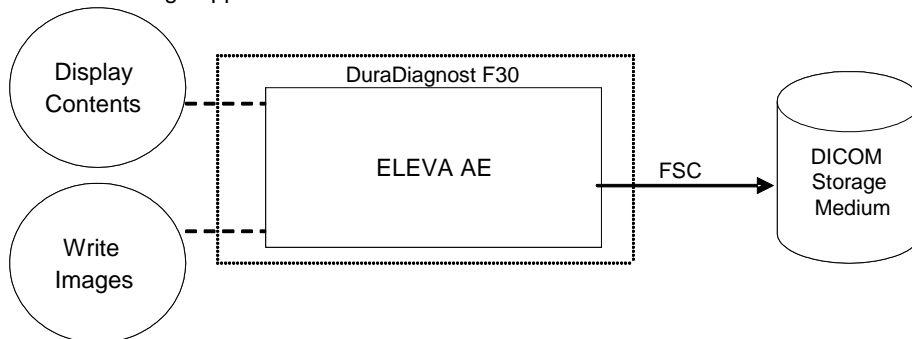 Display
Contents
DuraDiagnost F30
ELEVA AE
FSC
DICOM
Storage
Medium
Write
Images